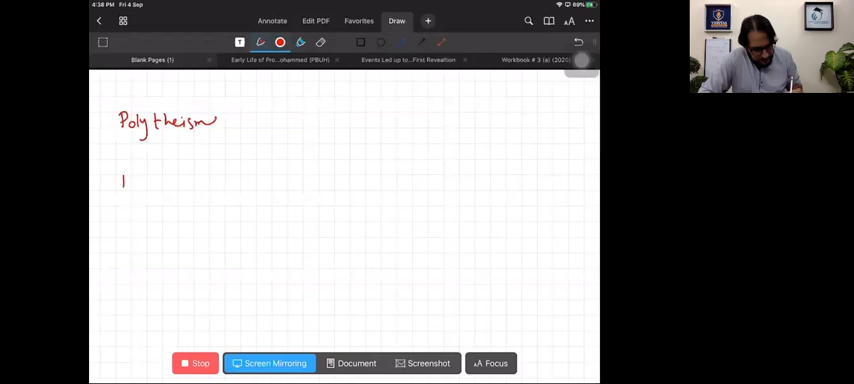 4:38 PM Fri 4 Sep 69%
Annotate Edit PDF Favorites Draw
T
Blank Pages (1) Early Life of Pro...ohammed (PBUH) Events Led up to...First Revealtion Workbook # 3 (a) (2020)
Polytheism
Stop Screen Mirroring Document Screenshot Focus